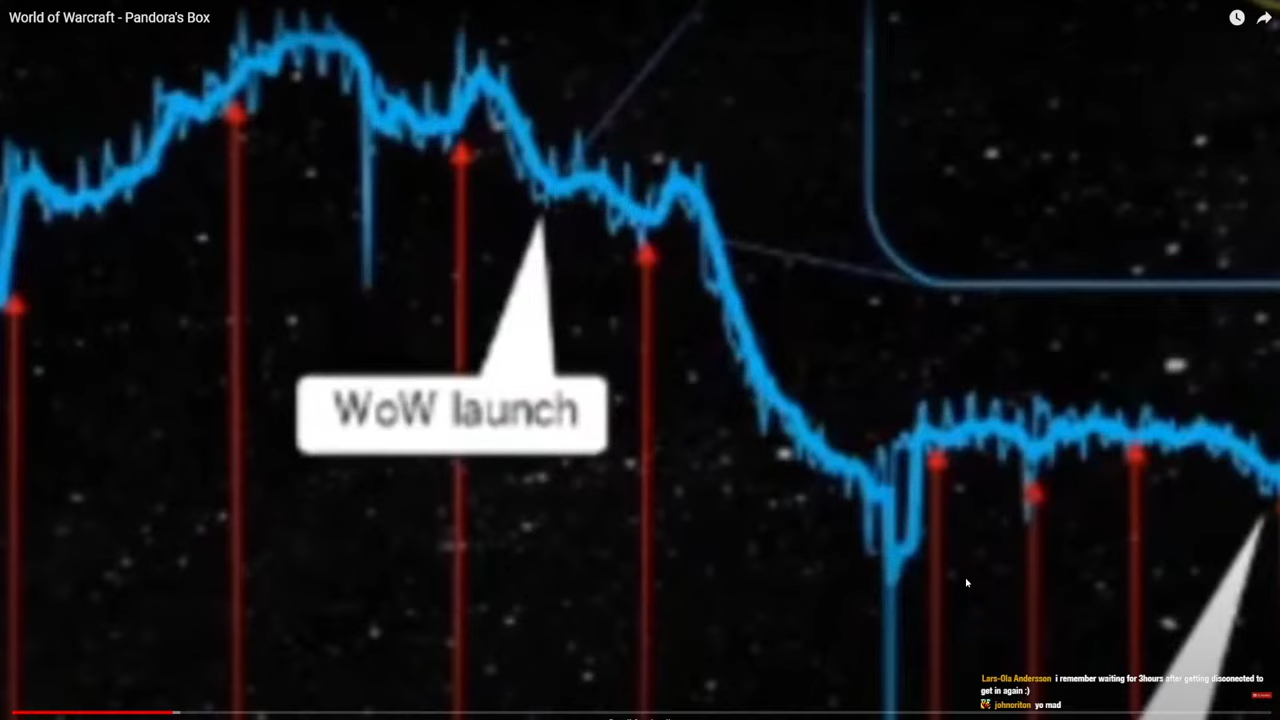 World of Warcraft - Pandora's Box
WoW launch
Lars-Ola Andersson i remember waiting for 3hours after getting disconected to
get in again :)
johnoriton yo mad